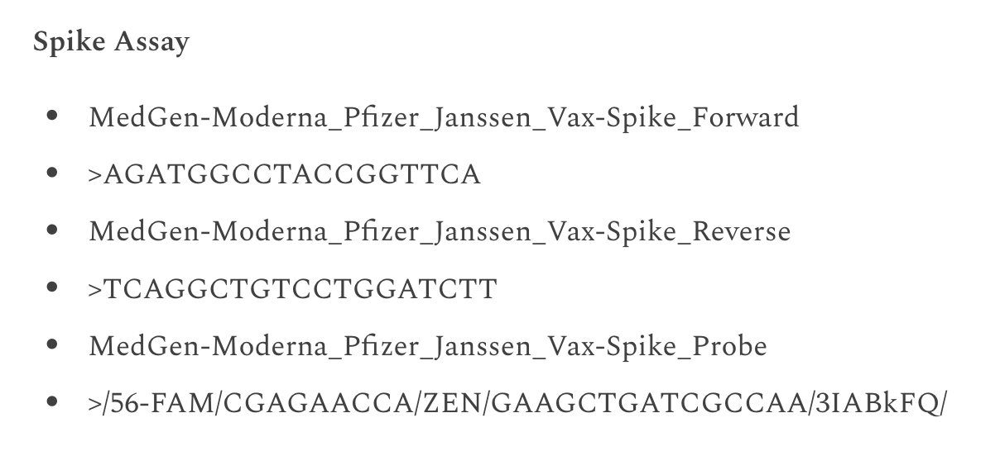 Spike Assay
• MedGen-Moderna_Pfizer_Janssen_Vax-Spike_Forward
• >AGATGGCCTACCGGTTCA
• MedGen-Moderna_Pfizer_Janssen_Vax-Spike_Reverse
• >TCAGGCTGTCCTGGATCTT
• MedGen-Moderna_Pfizer_Janssen_Vax-Spike_Probe
• >/56-FAM/CGAGAACCA/ZEN/GAAGCTGATCGCCAA/3IABkFQ/